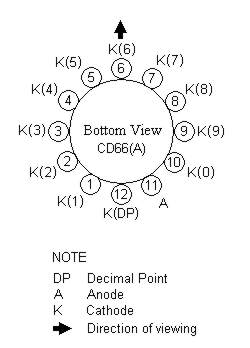 K(6)
K(5) 5 6 7 K(7)
K(4) 4 8 K(8)
K(3) 3 Bottom View 9 K(9)
CD66(A)
K(2) 2 10 K(0)
K(1) 1 12 11 A
K(DP)
NOTE
DP Decimal Point
A Anode
K Cathode
Direction of viewing